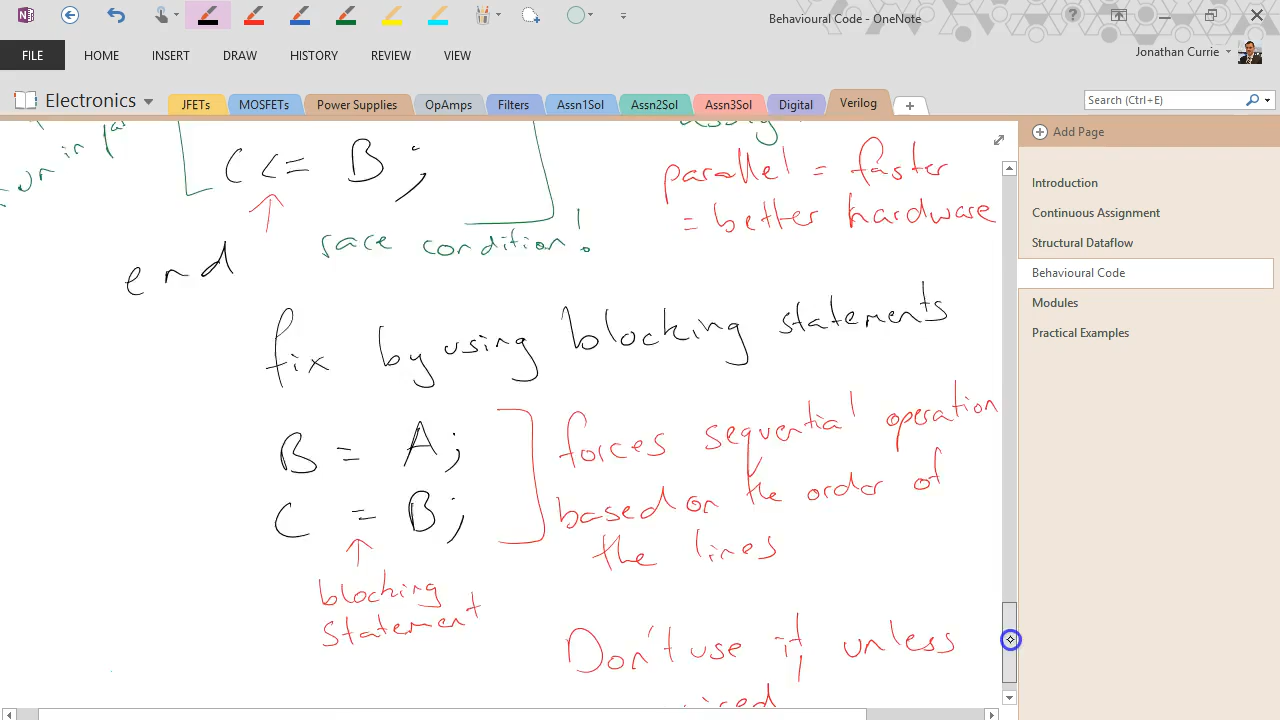 Behavioural Code - OneNote
FILE HOME INSERT DRAW HISTORY REVIEW VIEW
Jonathan Currie
Electronics
JFETs MOSFETs Power Supplies OpAmps Filters Assn1Sol Assn2Sol Assn3Sol Digital Verilog
Search (Ctrl+E)
Add Page
Introduction
Continuous Assignment
Structural Dataflow
Behavioural Code
Modules
Practical Examples
C <= B;
race condition!
end
parallel = faster
= better hardware
fix by using blocking statements
B = A;
C = B;
blocking
statement
forces sequential operation
based on the order of
the lines
Don't use it, unless